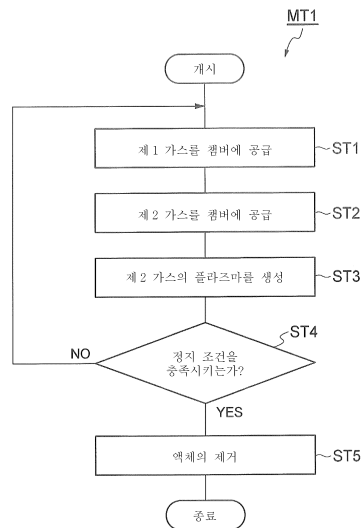 MT1
개시
제1 가스를 챔버에 공급
ST1
제2 가스를 챔버에 공급
ST2
제2 가스의 플라즈마를 생성
ST3
ST4
정지 조건을
충족시키는가?
NO
YES
액체의 제거
ST5
종료